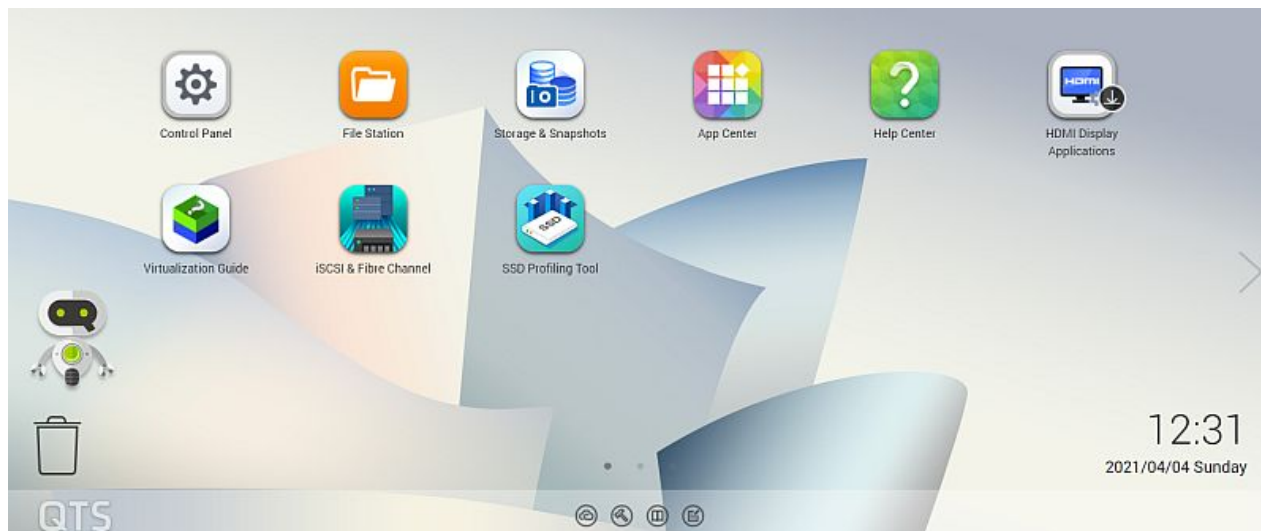 HDMI
Control Panel
File Station
Storage & Snapshots
App Center
Help Center
HDMI Display
Applications
SSD
Virtualization Guide
iSCSI & Fibre Channel
SSD Profiling Tool
12:31
2021/04/04 Sunday
QTS